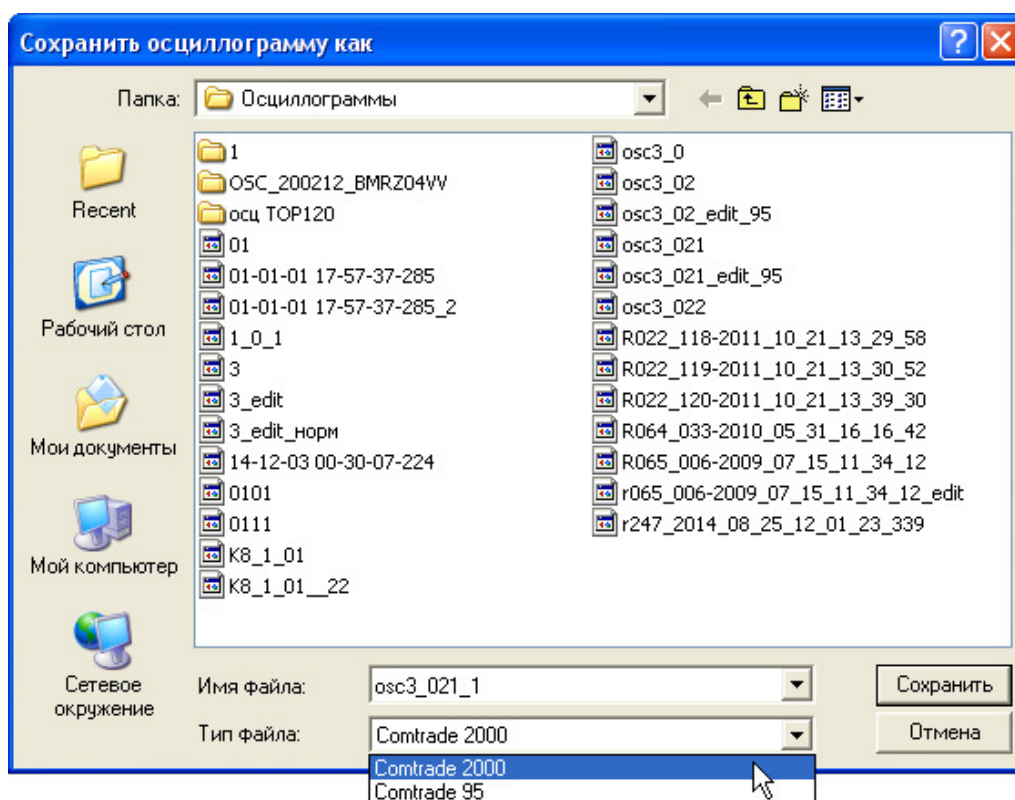 Сохранить осциллограмму как
Папка:
Осциллограммы
Recent
Рабочий стол
Мои документы
Мой компьютер
Сетевое
окружение
1
OSC_200212_BMRZ04VV
осц ТОР120
01
01-01-01 17-57-37-285
01-01-01 17-57-37-285_2
1_0_1
3
3_edit
3_edit_норм
14-12-03 00-30-07-224
0101
0111
K8_1_01
K8_1_01__22
osc3_0
osc3_02
osc3_02_edit_95
osc3_021
osc3_021_edit_95
osc3_022
R022_118-2011_10_21_13_29_58
R022_119-2011_10_21_13_30_52
R022_120-2011_10_21_13_39_30
R064_033-2010_05_31_16_16_42
R065_006-2009_07_15_11_34_12
r065_006-2009_07_15_11_34_12_edit
r247_2014_08_25_12_01_23_339
Имя файла:
osc3_021_1
Сохранить
Тип файла:
Comtrade 2000
Отмена
Comtrade 2000
Comtrade 95